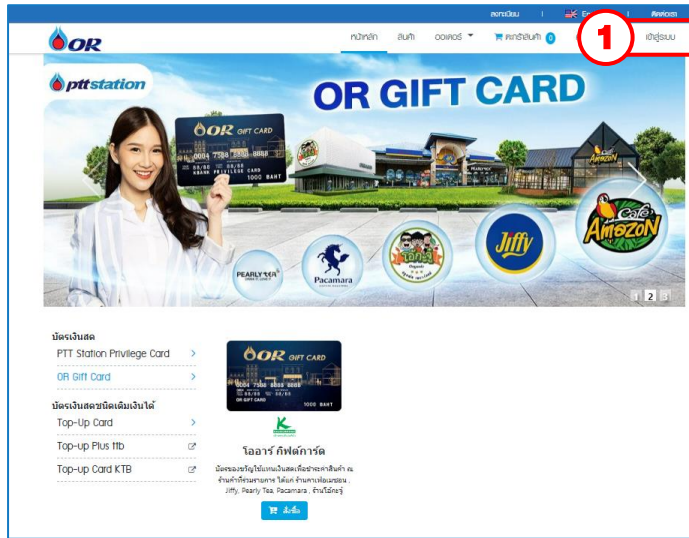 ลงทะเบียน | En | ติดต่อเรา
OR
หน้าหลัก สินค้า ออเดอร์ ตะกร้าสินค้า 0 1 เข้าสู่ระบบ
ptt station
OR GIFT CARD
OR GIFT CARD
0004 7588 8888 8888
KBANK PRIVILEGE CARD
1000 BAHT
Café Amazon
Jiffy
PEARLY TEA
Pacamara
1 2 3
บัตรเงินสด
PTT Station Privilege Card
OR Gift Card
บัตรเงินสดชนิดเติมเงินได้
Top-Up Card
Top-up Plus ttb
Top-up Card KTB
OR GIFT CARD
0004 7588 8888 8888
OR GIFT CARD
1000 BAHT
โออาร์ กิฟต์การ์ด
บัตรของขวัญใช้แทนเงินสดเพื่อชำระค่าสินค้า ณ
ร้านค้าที่ร่วมรายการ ได้แก่ ร้านคาเฟ่อเมซอน ,
Jiffy, Pearly Tea, Pacamara , ร้านโอ้กะจู๋
สั่งซื้อ